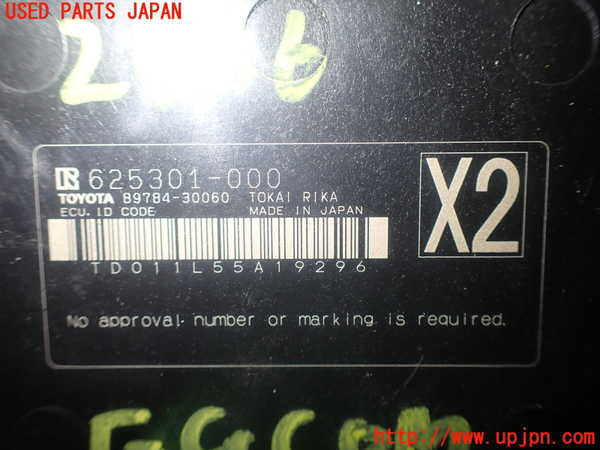 USED PARTS JAPAN
625301-000
TOYOTA 89784-30060 TOKAI RIKA
ECU. ID CODE MADE IN JAPAN
X2
TD011L55A19296
No approval number or marking is required.
www.upjpn.com